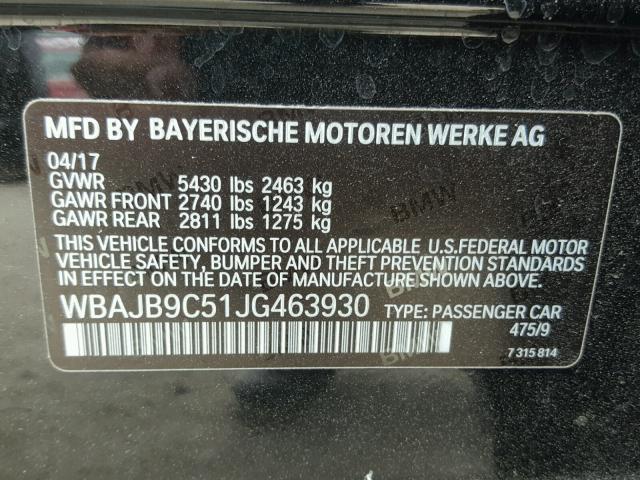 MFD BY BAYERISCHE MOTOREN WERKE AG
04/17
GVWR 5430 lbs 2463 kg
GAWR FRONT 2740 lbs 1243 kg
GAWR REAR 2811 lbs 1275 kg
THIS VEHICLE CONFORMS TO ALL APPLICABLE U.S.FEDERAL MOTOR
VEHICLE SAFETY, BUMPER AND THEFT PREVENTION STANDARDS
IN EFFECT ON THE DATE OF MANUFACTURE SHOWN ABOVE.
WBAJB9C51JG463930 TYPE: PASSENGER CAR
475/9
7 315 814